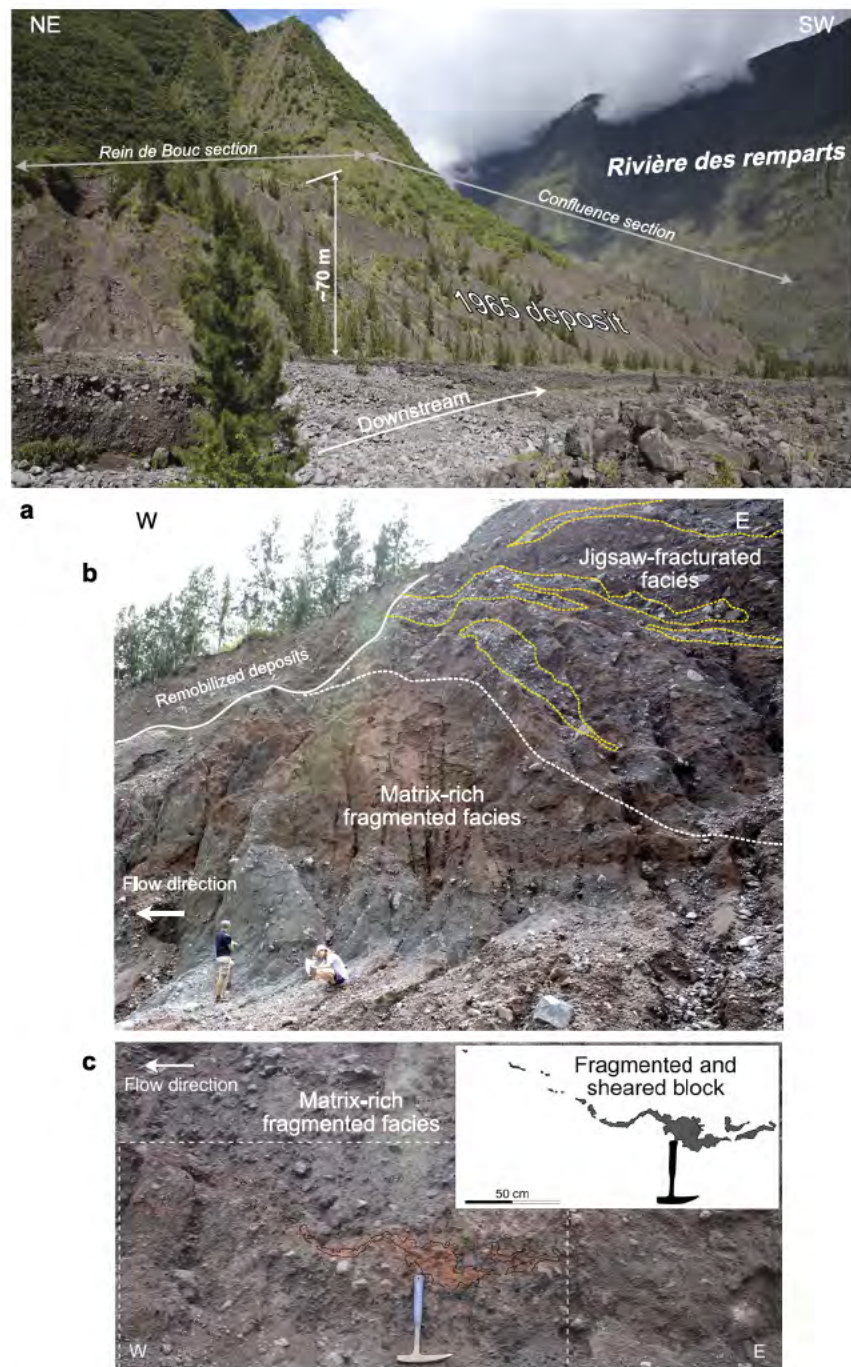 NE
SW
Rein de Bouc section
Rivière des remparts
Confluence section
~70 m
1965 deposit
Downstream
a
W
E
b
Jigsaw-fracturated
facies
Remobilized deposits
Matrix-rich
fragmented facies
Flow direction
c
Flow direction
Matrix-rich
fragmented facies
Fragmented and
sheared block
50 cm
W
E